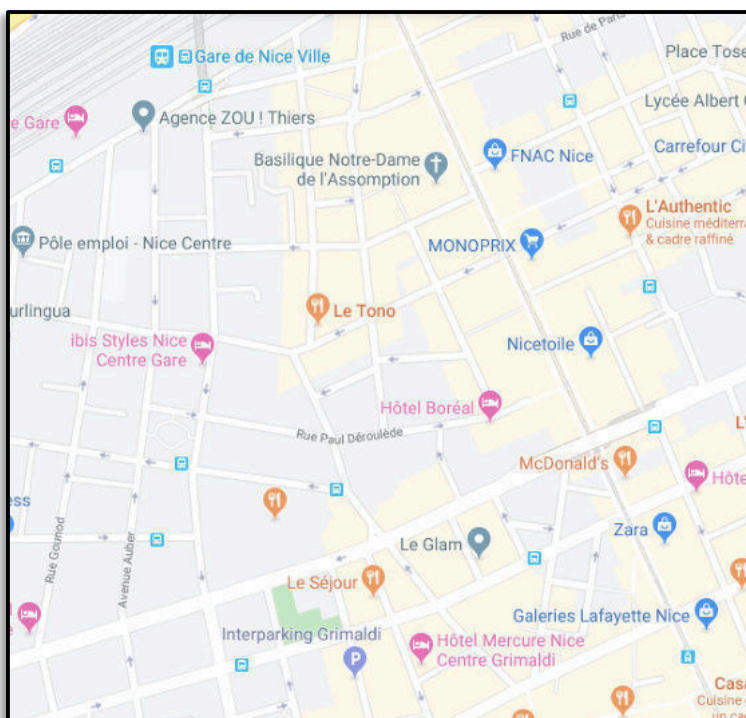 Rue de Paris
Gare de Nice Ville
Place Tose
Lycée Albert
e Gare
Agence ZOU ! Thiers
Basilique Notre-Dame
de l'Assomption
FNAC Nice
Carrefour Ci
L'Authentic
Cuisine méditerra
& cadre raffiné
Pôle emploi - Nice Centre
MONOPRIX
urlingua
Le Tono
ibis Styles Nice
Centre Gare
Nicetoile
Hôtel Boréal
Rue Paul Déroulède
L'
McDonald's
Hôte
ess
Zara
Le Glam
Rue Gounod
Avenue Auber
Le Séjour
Galeries Lafayette Nice
Interparking Grimaldi
P
Hôtel Mercure Nice
Centre Grimaldi
Casa
Cuisine
un ca